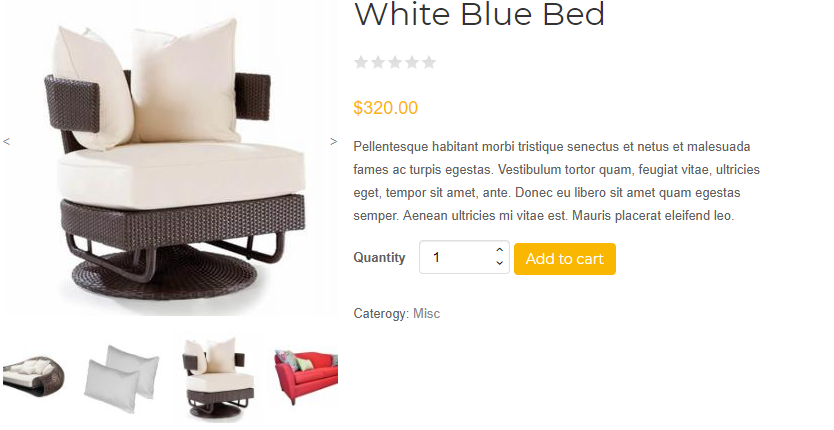 White Blue Bed
$320.00
<
>
Pellentesque habitant morbi tristique senectus et netus et malesuada
fames ac turpis egestas. Vestibulum tortor quam, feugiat vitae, ultricies
eget, tempor sit amet, ante. Donec eu libero sit amet quam egestas
semper. Aenean ultricies mi vitae est. Mauris placerat eleifend leo.
Quantity 1 Add to cart
Caterogy: Misc